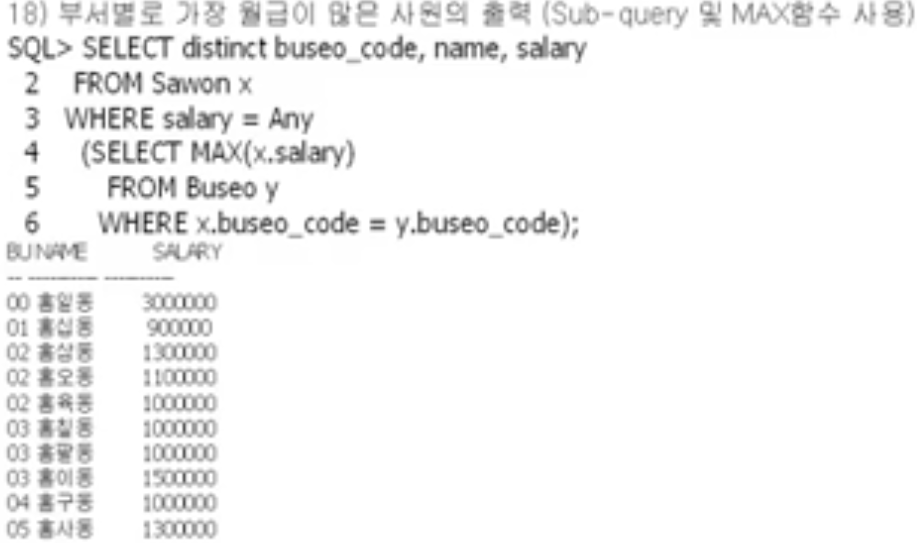 18) 부서별로 가장 월급이 많은 사원의 출력 (Sub-query 및 MAX함수 사용)
SQL> SELECT distinct buseo_code, name, salary
2 FROM Sawon x
3 WHERE salary = Any
4 (SELECT MAX(x.salary)
5 FROM Buseo y
6 WHERE x.buseo_code = y.buseo_code);
BU NAME SALARY
-- ---------- ----------
00 홍일동 3000000
01 홍십동 900000
02 홍삼동 1300000
02 홍오동 1100000
02 홍육동 1000000
03 홍칠동 1000000
03 홍팔동 1000000
03 홍이동 1500000
04 홍구동 1000000
05 홍사동 1300000